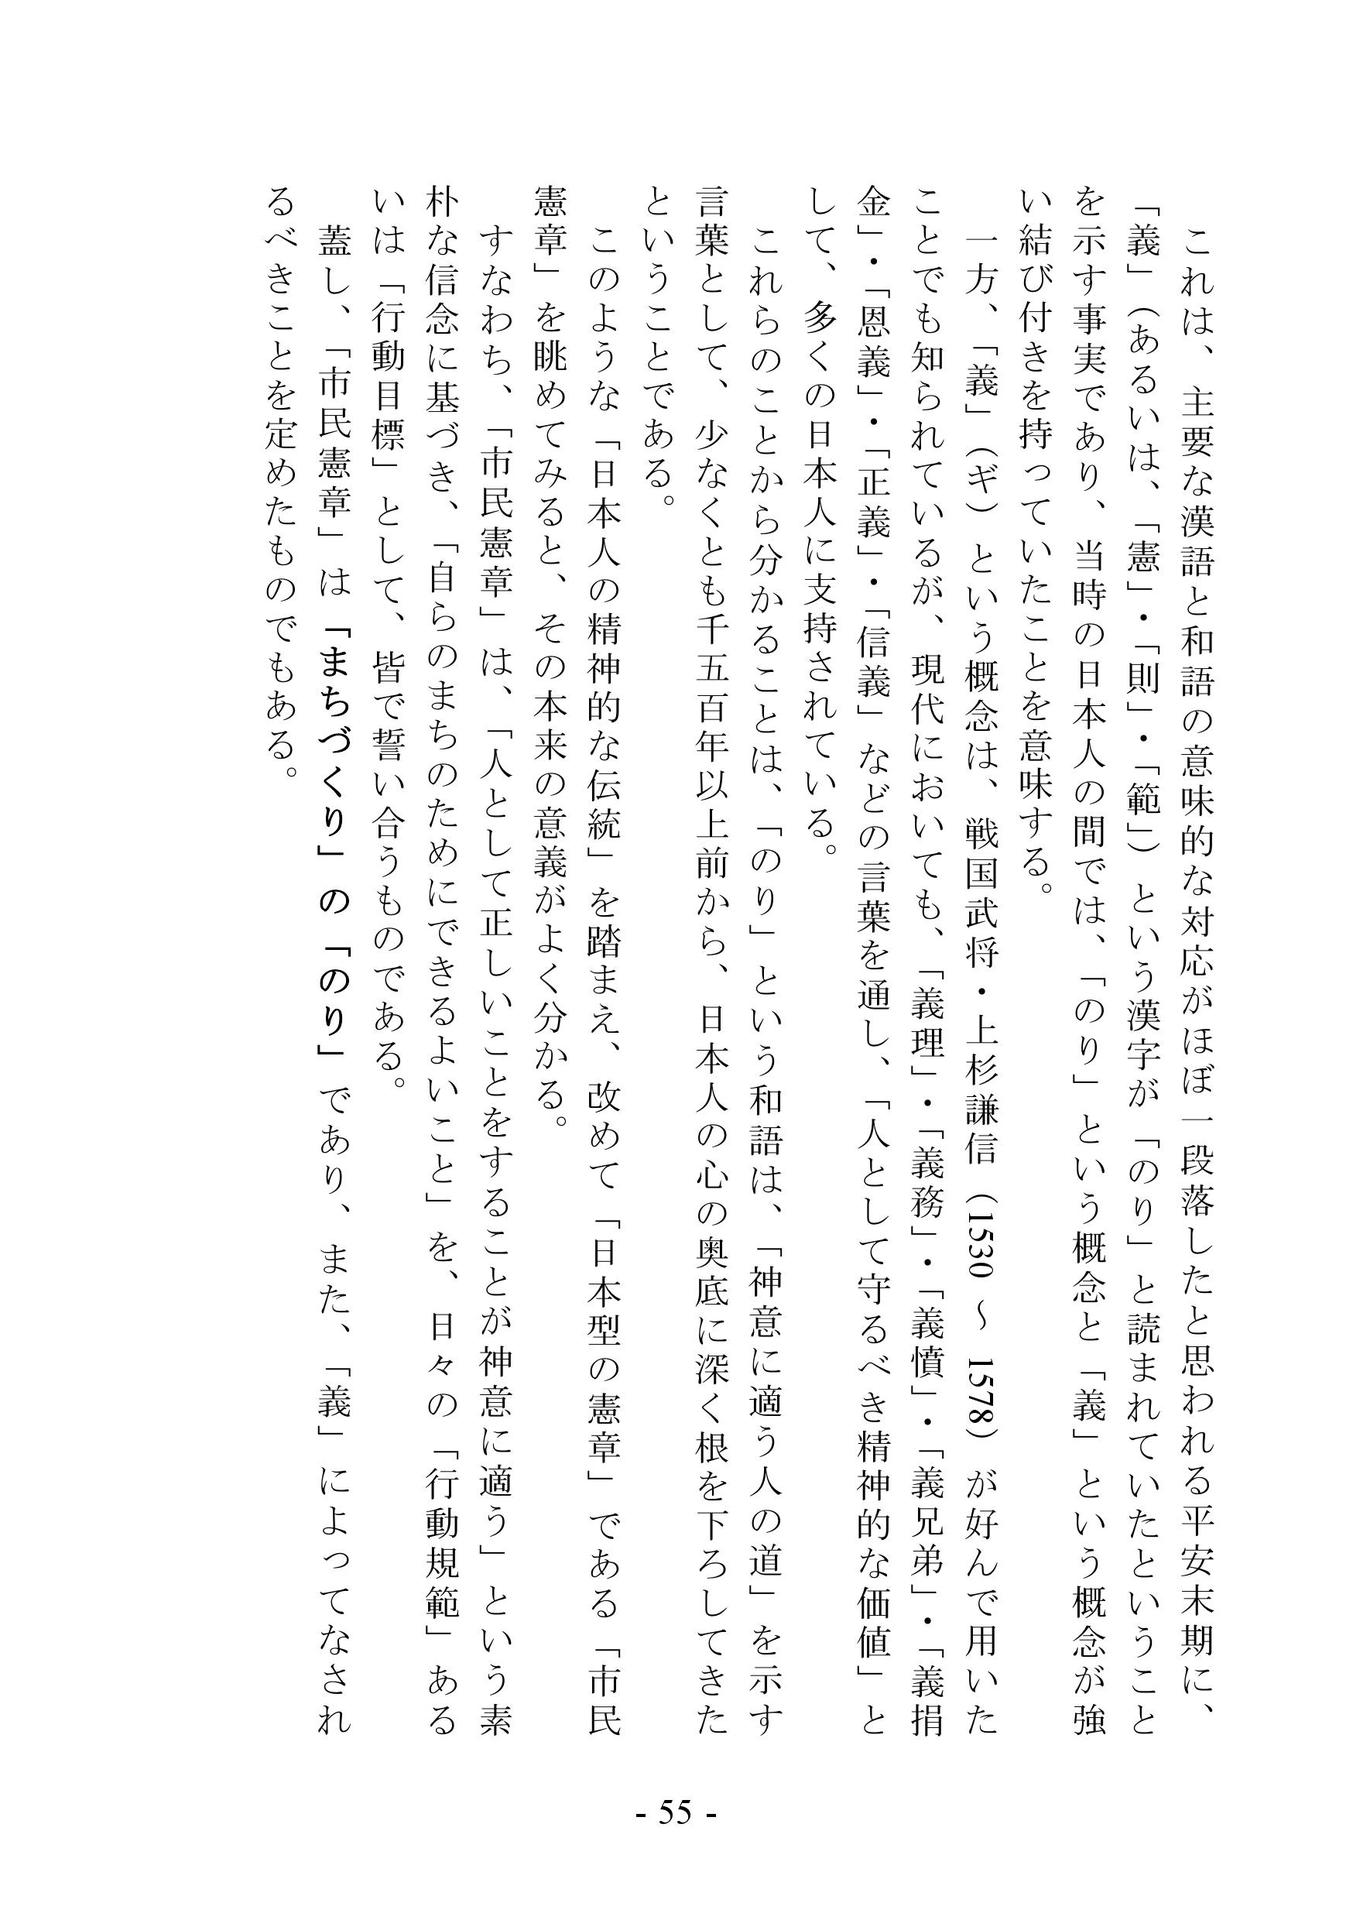 これは、主要な漢語と和語の意味的な対応がほぼ一段落したと思われる平安末期に、
「義」（あるいは、「憲」・「則」・「範」）という漢字が「のり」と読まれていたということ
を示す事実であり、当時の日本人の間では、「のり」という概念と「義」という概念が強
い結び付きを持っていたことを意味する。
　一方、「義」（ギ）という概念は、戦国武将・上杉謙信（1530 ～ 1578）が好んで用いた
ことでも知られているが、現代においても、「義理」・「義務」・「義憤」・「義兄弟」・「義捐
金」・「恩義」・「正義」・「信義」などの言葉を通し、「人として守るべき精神的な価値」と
して、多くの日本人に支持されている。
　これらのことから分かることは、「のり」という和語は、「神意に適う人の道」を示す
言葉として、少なくとも千五百年以上前から、日本人の心の奥底に深く根を下ろしてきた
ということである。
　このような「日本人の精神的な伝統」を踏まえ、改めて「日本型の憲章」である「市民
憲章」を眺めてみると、その本来の意義がよく分かる。
　すなわち、「市民憲章」は、「人として正しいことをすることが神意に適う」という素
朴な信念に基づき、「自らのまちのためにできるよいこと」を、日々の「行動規範」ある
いは「行動目標」として、皆で誓い合うものである。
　蓋し、「市民憲章」は「まちづくり」の「のり」であり、また、「義」によってなされ
るべきことを定めたものでもある。
- 55 -